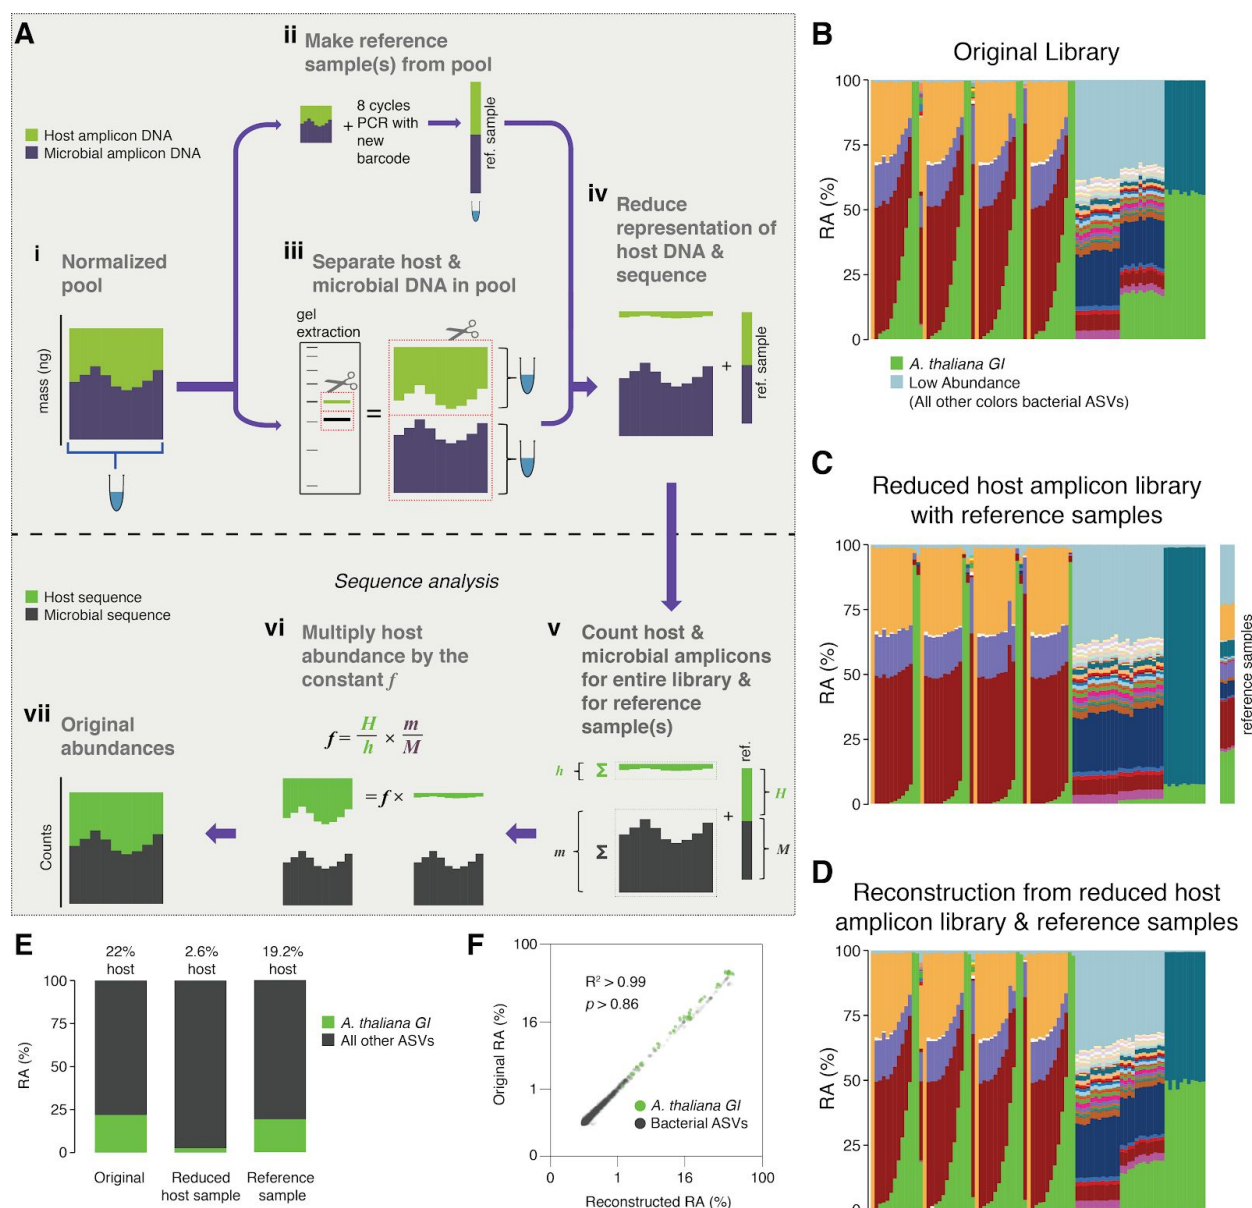 A
ii
Make reference
sample(s) from pool
Host amplicon DNA
Microbial amplicon DNA
+
8 cycles
PCR with
new
barcode
ref. sample
i
Normalized
pool
mass (ng)
iii
Separate host &
microbial DNA in pool
gel
extraction
=
iv
Reduce
representation of
host DNA &
sequence
+
ref. sample
Sequence analysis
Host sequence
Microbial sequence
v
Count host &
microbial amplicons
for entire library &
for reference
sample(s)
h
Σ
m
Σ
+
ref.
H
M
vi
Multiply host
abundance by the
constant f
f = H/h × m/M
= f ×
vii
Original
abundances
Counts
B
Original Library
RA (%)
100
75
50
25
0
A. thaliana GI
Low Abundance
(All other colors bacterial ASVs)
C
Reduced host amplicon library
with reference samples
RA (%)
100
75
50
25
0
reference samples
D
Reconstruction from reduced host
amplicon library & reference samples
RA (%)
100
75
50
25
0
E
22%
host
2.6%
host
19.2%
host
RA (%)
100
75
50
25
0
Original
Reduced
host sample
Reference
sample
A. thaliana GI
All other ASVs
F
Original RA (%)
100
16
1
0
R² > 0.99
p > 0.86
A. thaliana GI
Bacterial ASVs
0
1
16
100
Reconstructed RA (%)